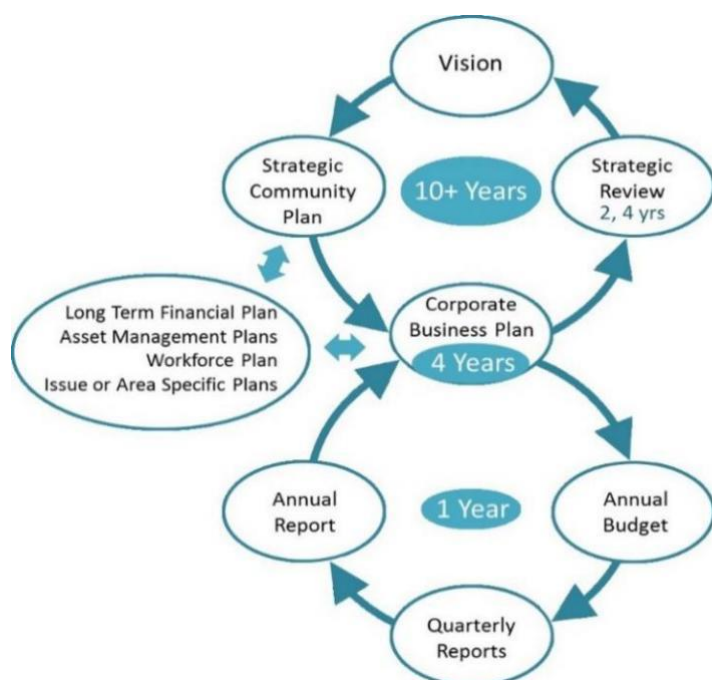 Vision
Strategic
Community
Plan
10+ Years
Strategic
Review
2, 4 yrs
Long Term Financial Plan
Asset Management Plans
Workforce Plan
Issue or Area Specific Plans
Corporate
Business Plan
4 Years
Annual
Report
1 Year
Annual
Budget
Quarterly
Reports